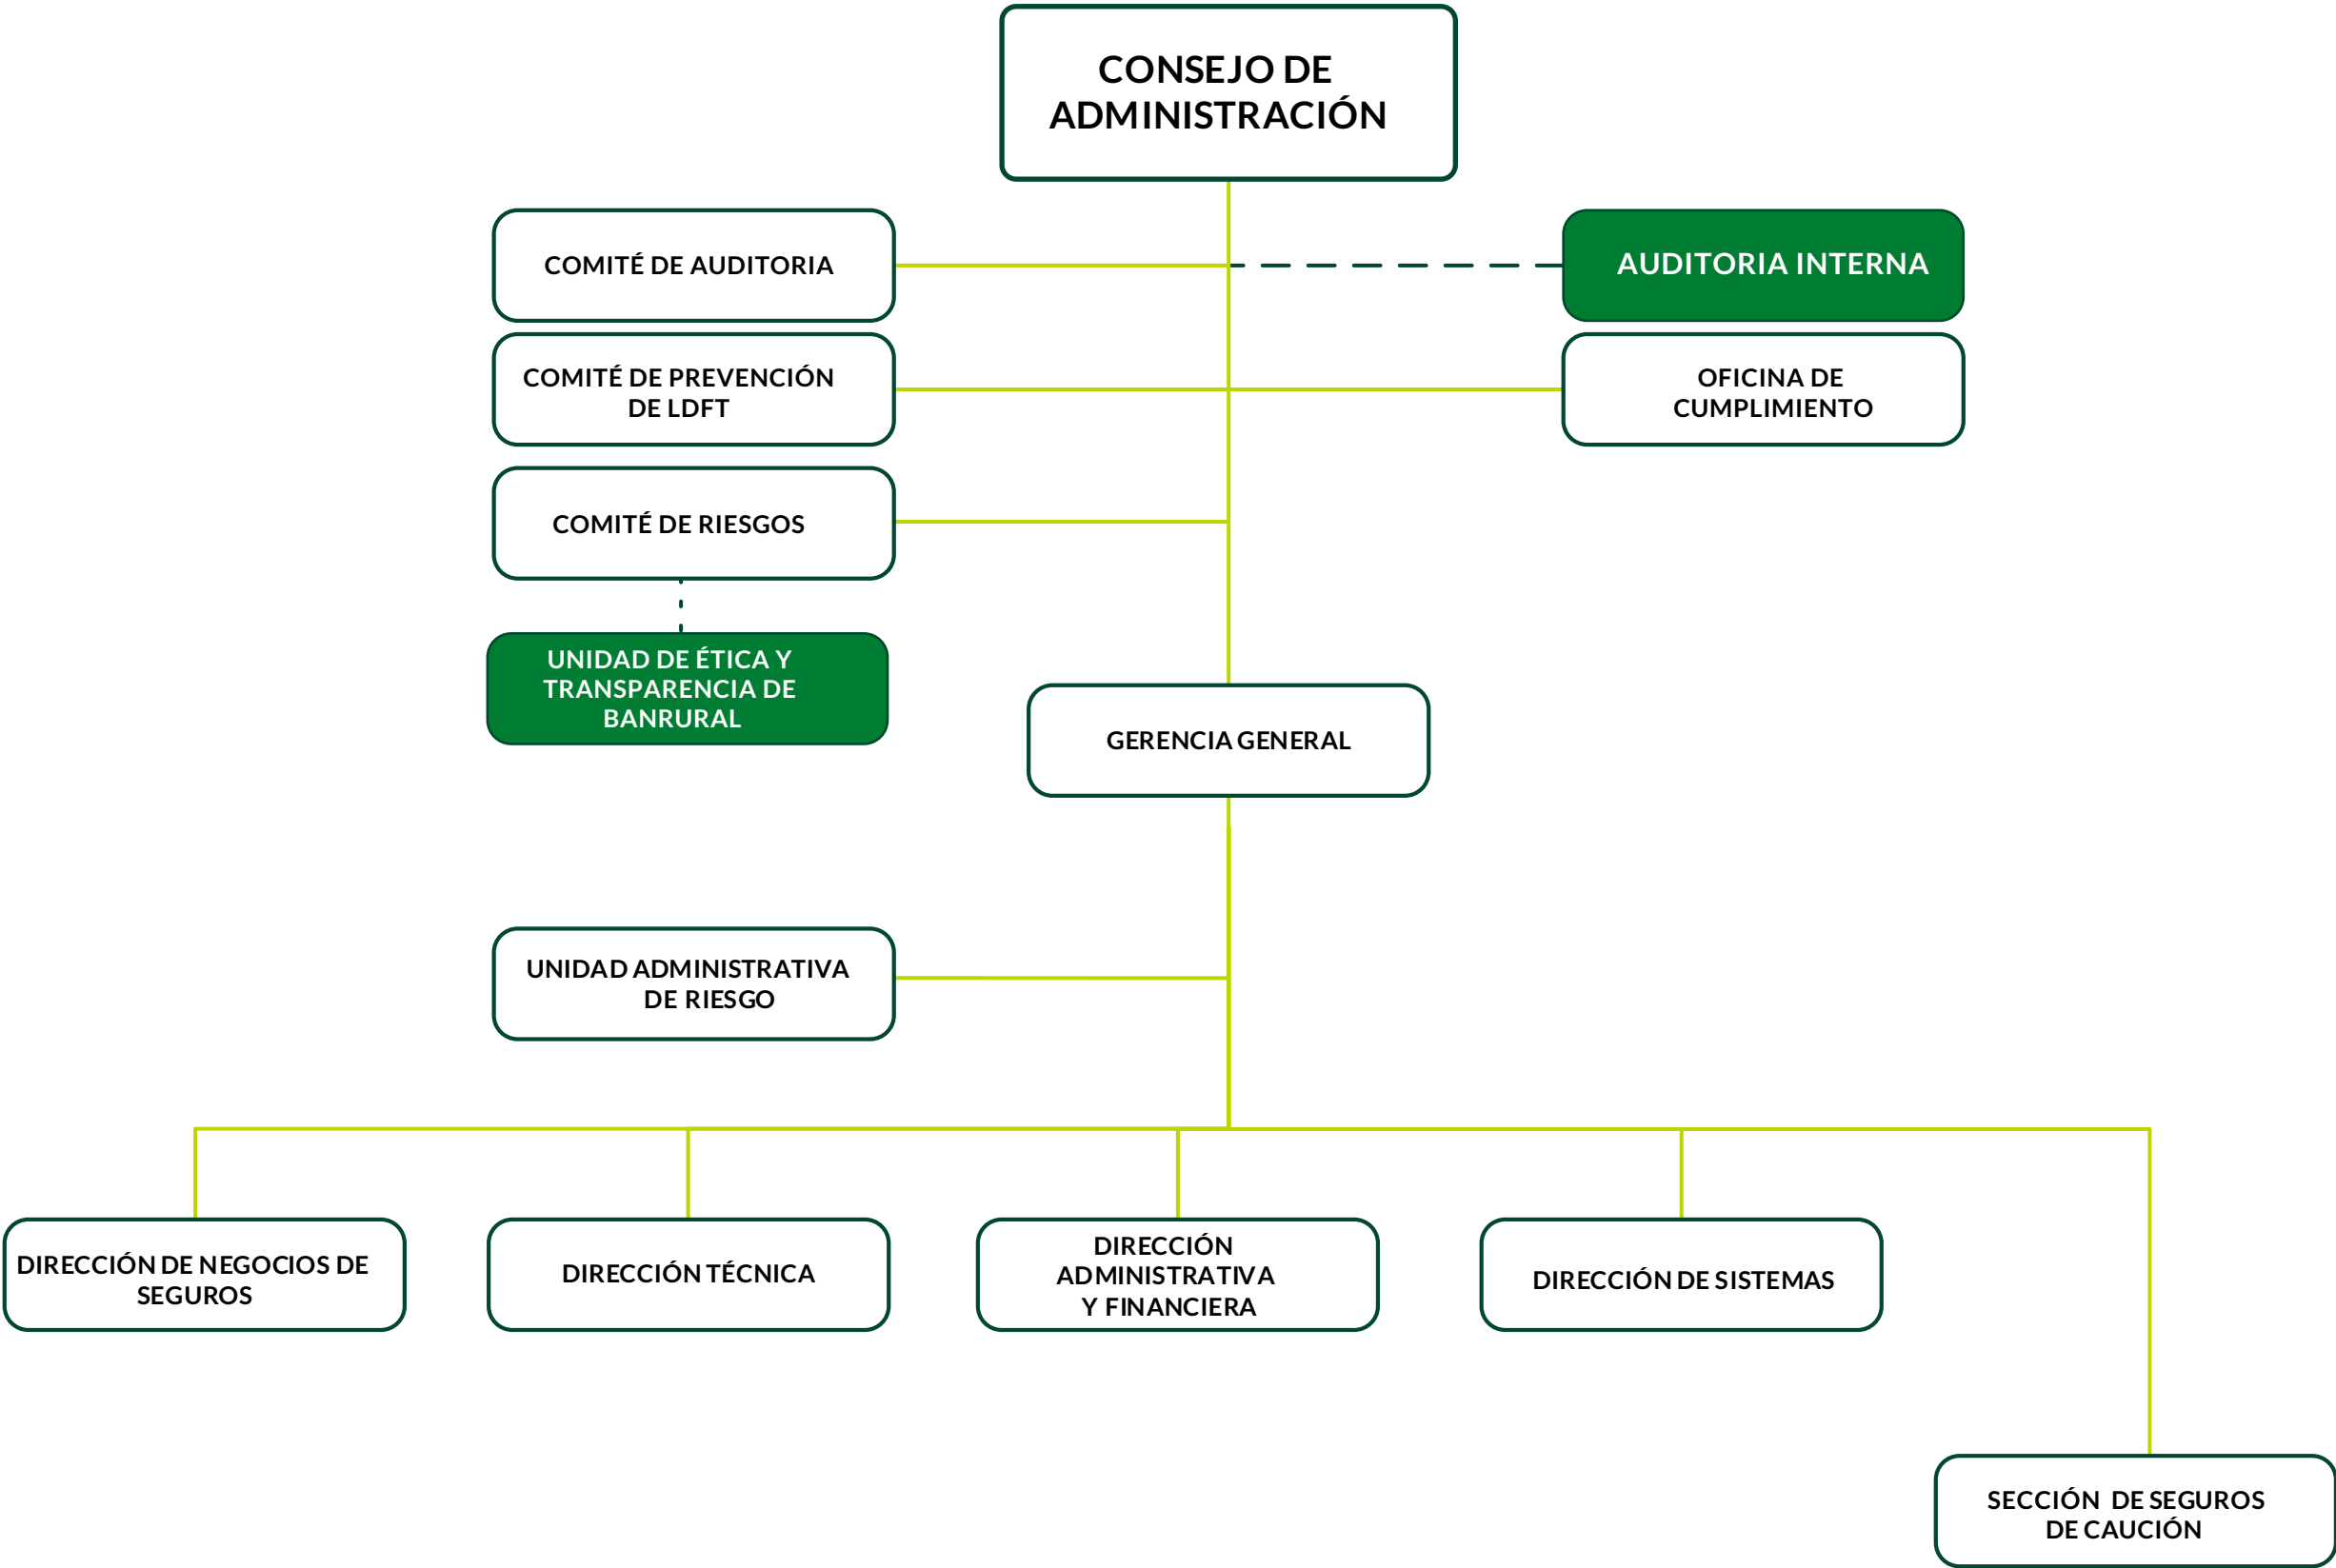 CONSEJO DE
ADMINISTRACIÓN
COMITÉ DE AUDITORIA
AUDITORIA INTERNA
COMITÉ DE PREVENCIÓN
DE LDFT
OFICINA DE
CUMPLIMIENTO
COMITÉ DE RIESGOS
UNIDAD DE ÉTICA Y
TRANSPARENCIA DE
BANRURAL
GERENCIA GENERAL
UNIDAD ADMINISTRATIVA
DE RIESGO
DIRECCIÓN DE NEGOCIOS DE
SEGUROS
DIRECCIÓN TÉCNICA
DIRECCIÓN
ADMINISTRATIVA
Y FINANCIERA
DIRECCIÓN DE SISTEMAS
SECCIÓN DE SEGUROS
DE CAUCIÓN